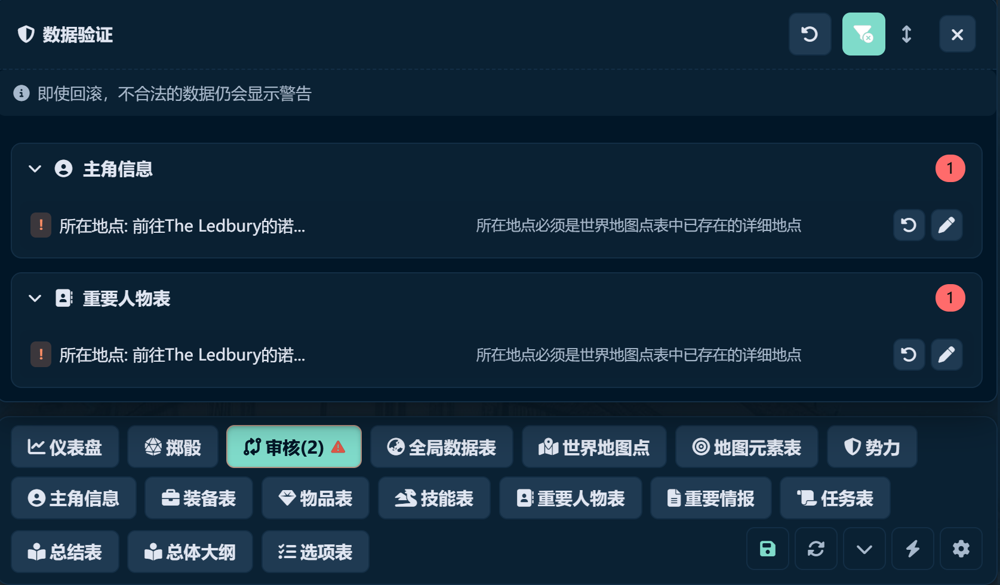 数据验证
即使回滚，不合法的数据仍会显示警告
主角信息
1
所在地点: 前往The Ledbury的诺...
所在地点必须是世界地图点表中已存在的详细地点
重要人物表
1
所在地点: 前往The Ledbury的诺...
所在地点必须是世界地图点表中已存在的详细地点
仪表盘 掷骰 审核(2) 全局数据表 世界地图点 地图元素表 势力
主角信息 装备表 物品表 技能表 重要人物表 重要情报 任务表
总结表 总体大纲 选项表